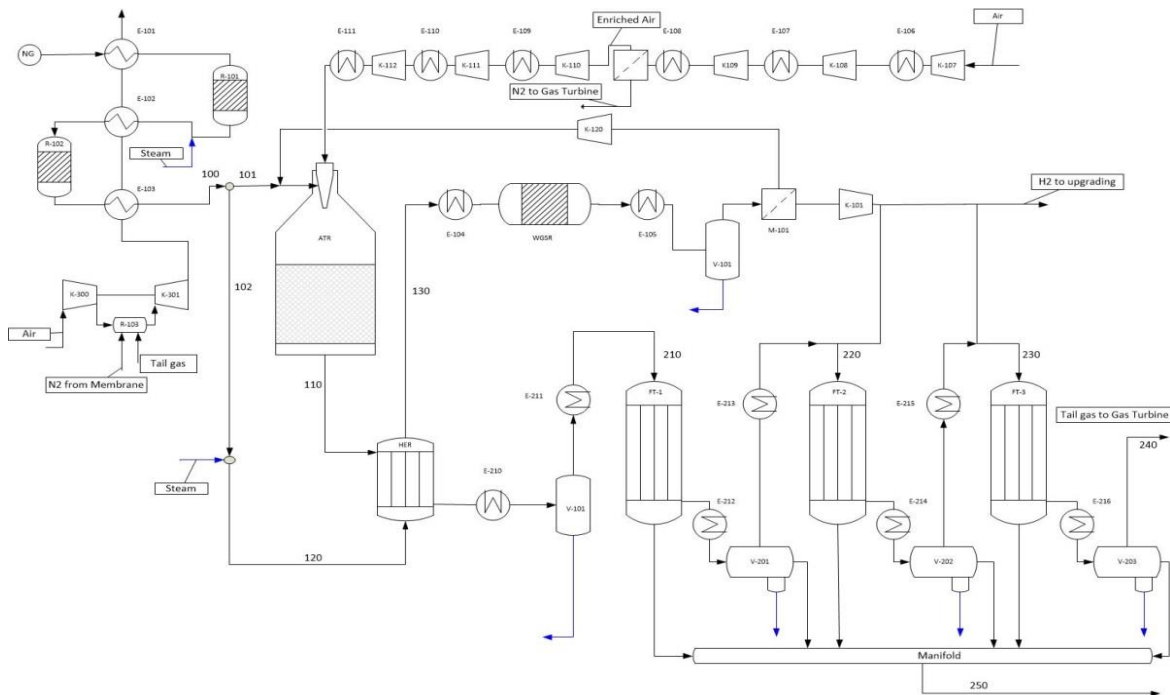 Enriched Air
Air
E-101
E-111
E-110
E-109
E-108
E-107
E-106
NG
K-112
K-111
K-110
K109
K-108
K-107
R-101
N2 to Gas Turbine
E-102
K-120
R-102
Steam
100
101
E-103
H2 to upgrading
K-101
ATR
E-104
WGSR
E-105
M-101
V-101
102
130
K-300
K-301
R-103
Air
Tail gas
N2 from Membrane
110
210
220
230
E-211
FT-1
E-213
FT-2
E-215
FT-3
Tail gas to Gas Turbine
240
HER
E-210
Steam
V-101
E-212
E-214
E-216
V-201
V-202
V-203
120
Manifold
250